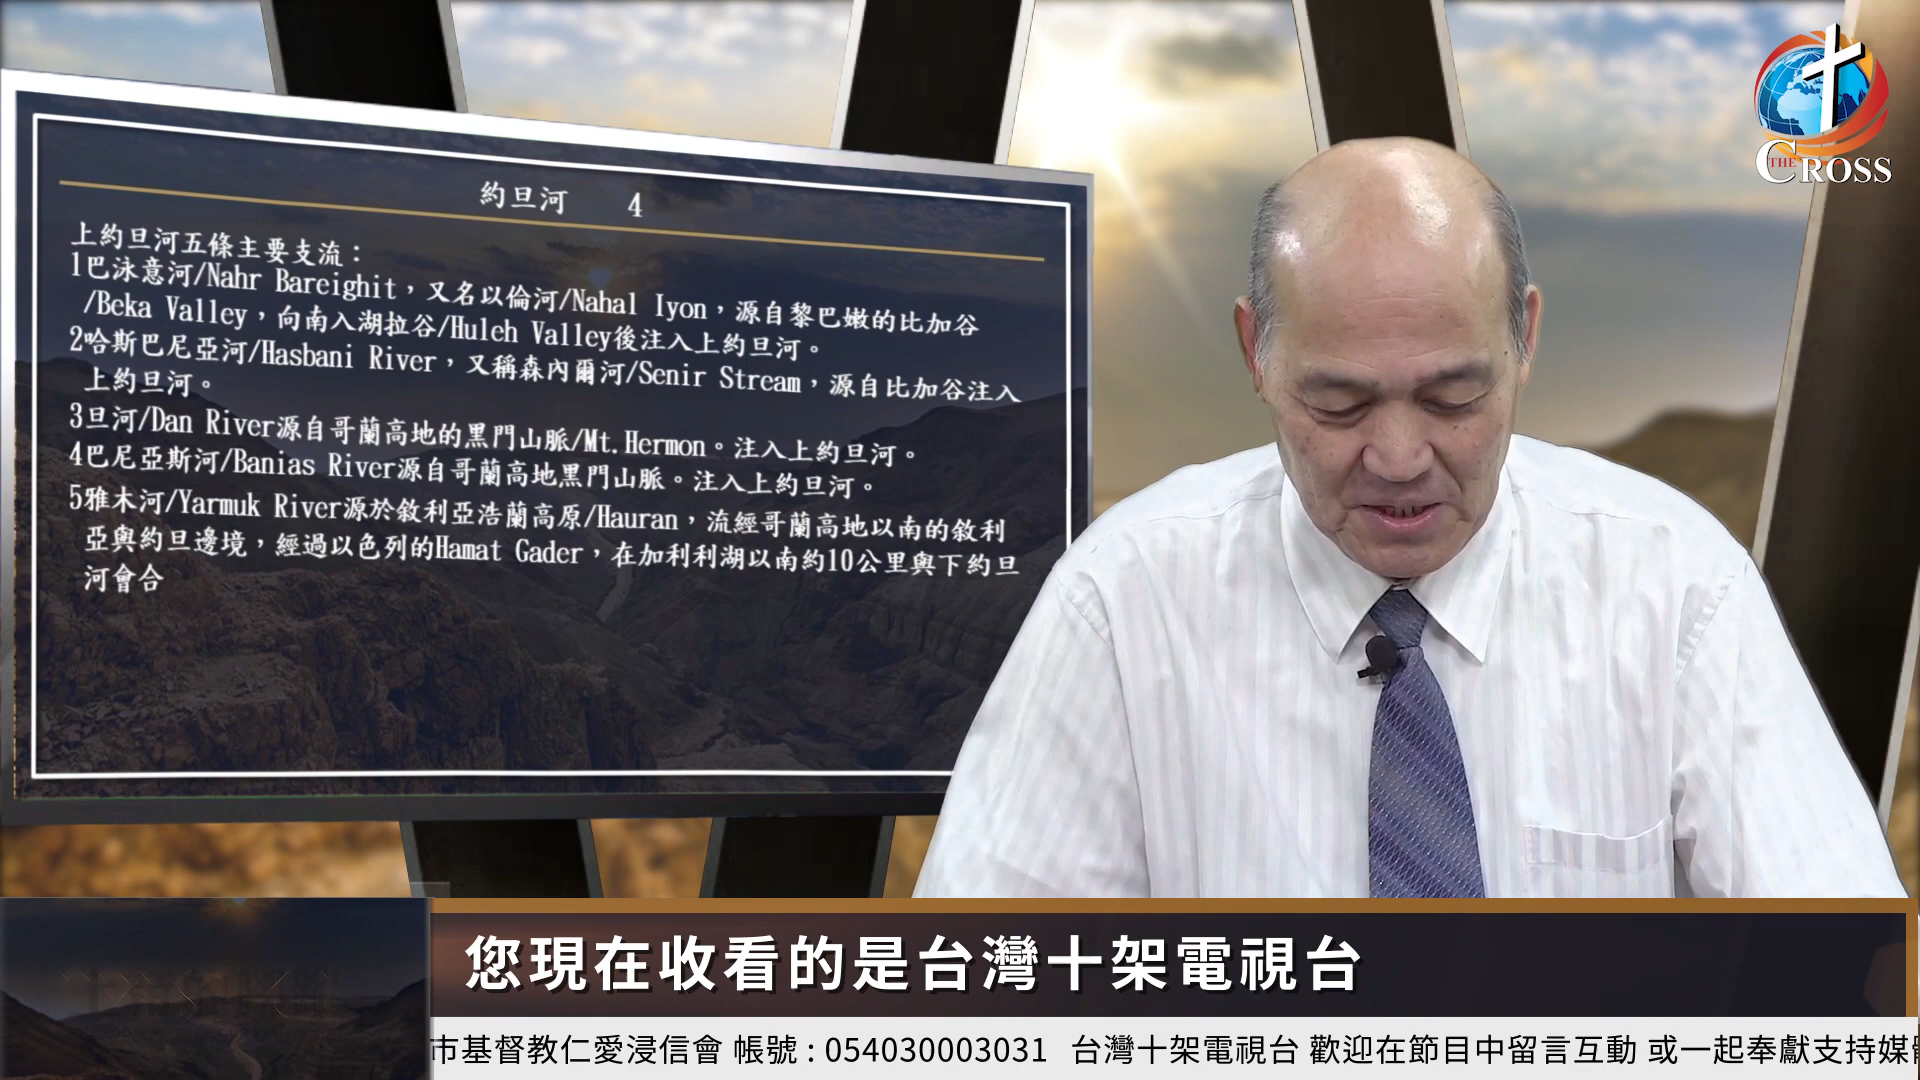 THE CROSS
約旦河 4
上約旦河五條主要支流：
1巴泳意河/Nahr Bareighit，又名以倫河/Nahal Iyon，源自黎巴嫩的比加谷
/Beka Valley，向南入湖拉谷/Huleh Valley後注入上約旦河。
2哈斯巴尼亞河/Hasbani River，又稱森內爾河/Senir Stream，源自比加谷注入
上約旦河。
3旦河/Dan River源自哥蘭高地的黑門山脈/Mt.Hermon。注入上約旦河。
4巴尼亞斯河/Banias River源自哥蘭高地黑門山脈。注入上約旦河。
5雅木河/Yarmuk River源於敘利亞浩蘭高原/Hauran，流經哥蘭高地以南的敘利
亞與約旦邊境，經過以色列的Hamat Gader，在加利利湖以南約10公里與下約旦
河會合
您現在收看的是台灣十架電視台
市基督教仁愛浸信會 帳號 : 054030003031 台灣十架電視台 歡迎在節目中留言互動 或一起奉獻支持媒